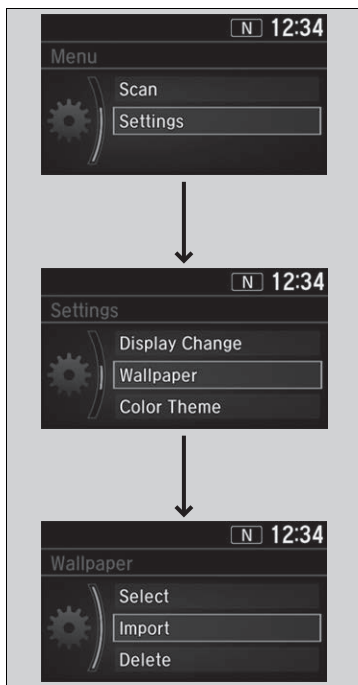 N 12:34
Menu
Scan
Settings
N 12:34
Settings
Display Change
Wallpaper
Color Theme
N 12:34
Wallpaper
Select
Import
Delete